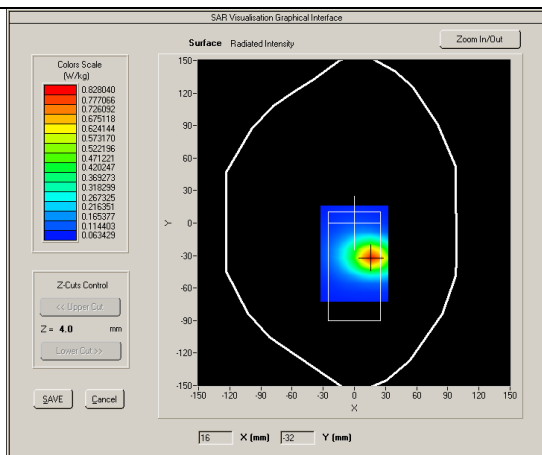 SAR Visualisation Graphical Interface
Surface Radiated Intensity
Zoom In/Out
Colors Scale
(W/kg)
0.828040
0.777066
0.726092
0.675118
0.624144
0.573170
0.522196
0.471221
0.420247
0.369273
0.318299
0.267325
0.216351
0.165377
0.114403
0.063429
Z-Cuts Control
<< Upper Cut
Z = 4.0 mm
Lower Cut >>
SAVE Cancel
150-
120-
90-
60-
30-
0-
-30-
-60-
-90-
-120-
-150-
Y
-150 -120 -90 -60 -30 0 30 60 90 120 150
X
16 X (mm) -32 Y (mm)